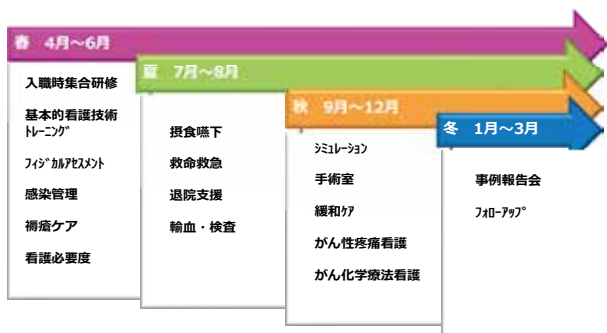 春 4月～6月
入職時集合研修
基本的看護技術
ﾄﾚｰﾆﾝｸﾞ
ﾌｨｼﾞｶﾙｱｾｽﾒﾝﾄ
感染管理
褥瘡ケア
看護必要度
夏 7月～8月
摂食嚥下
救命救急
退院支援
輸血・検査
秋 9月～12月
ｼﾐｭﾚｰｼｮﾝ
手術室
緩和ｹｱ
がん性疼痛看護
がん化学療法看護
冬 1月～3月
事例報告会
ﾌｫﾛｰｱｯﾌﾟ